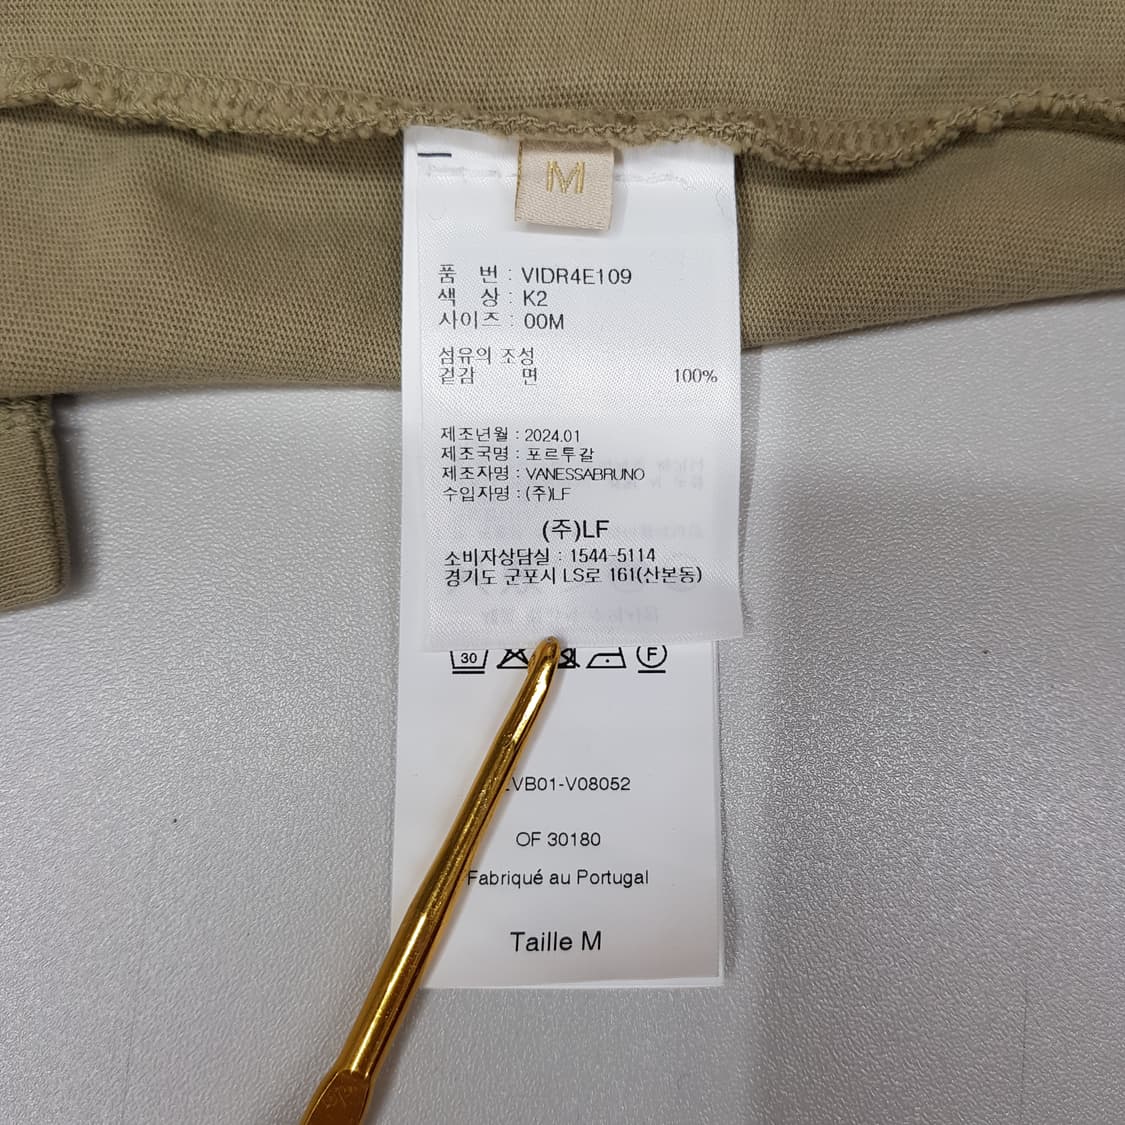 M
품 번 : VIDR4E109
색 상 : K2
사이즈 : 00M
섬유의 조성
겉감 면 100%
제조년월 : 2024.01
제조국명 : 포르투갈
제조자명 : VANESSABRUNO
수입자명 : (주)LF
(주)LF
소비자상담실 : 1544-5114
경기도 군포시 LS로 161(산본동)
30 F
OF 30180
Fabriqué au Portugal
Taille M